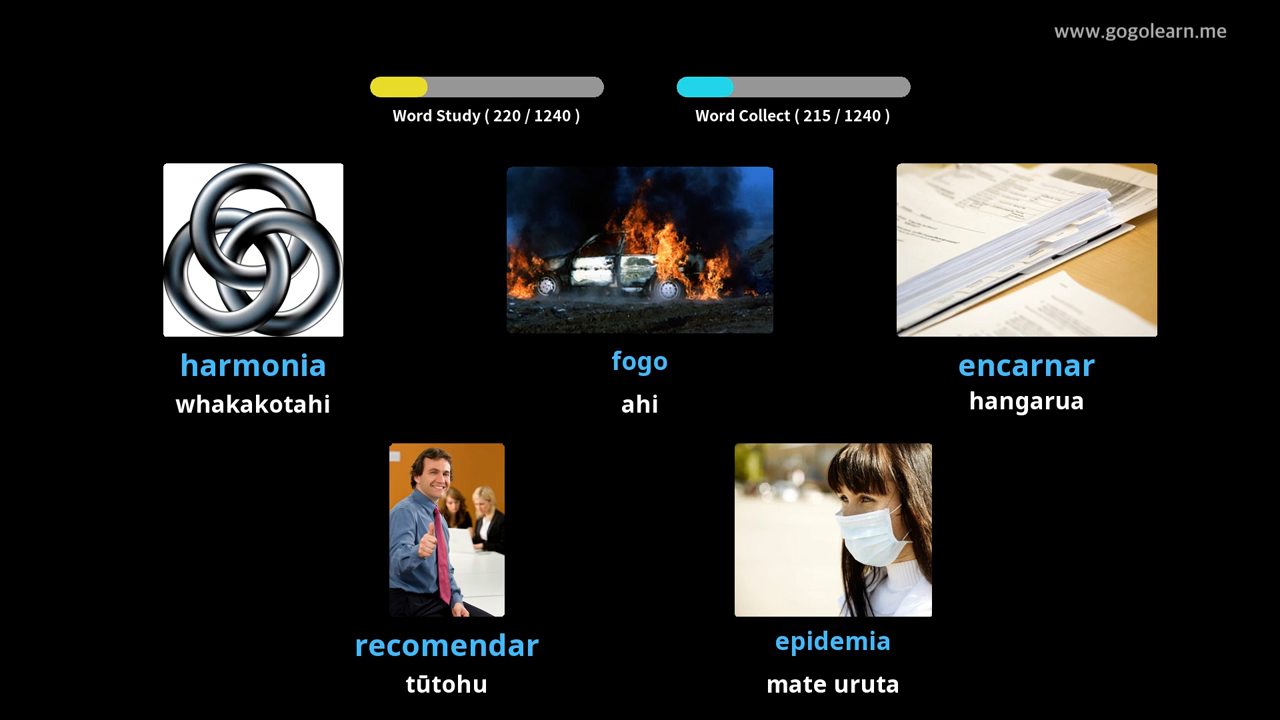 www.gogolearn.me
Word Study ( 220 / 1240 )
Word Collect ( 215 / 1240 )
harmonia
whakakotahi
fogo
ahi
encarnar
hangarua
recomendar
tūtohu
epidemia
mate uruta